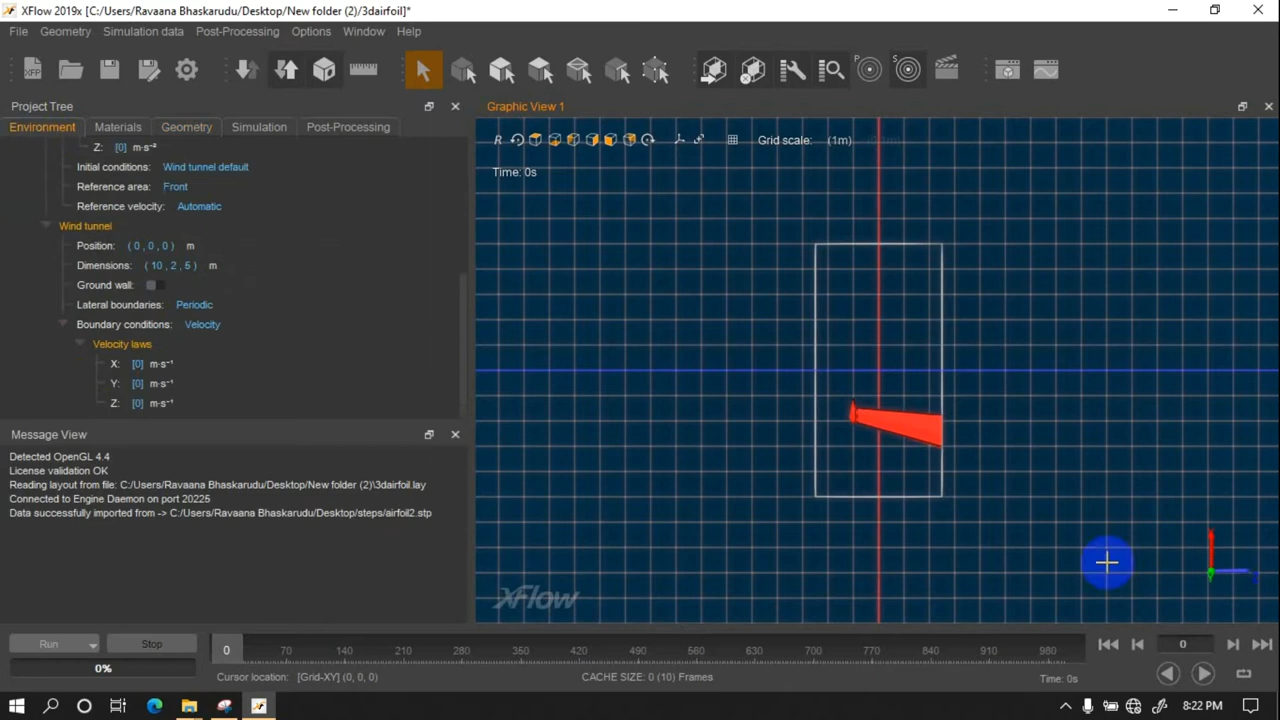 XFlow 2019x [C:/Users/Ravaana Bhaskarudu/Desktop/New folder (2)/3dairfoil]*
File Geometry Simulation data Post-Processing Options Window Help
XFP
P
S
Project Tree
Graphic View 1
Environment Materials Geometry Simulation Post-Processing
R Grid scale: (1m)
Time: 0s
Z: [0] m·s⁻²
Initial conditions: Wind tunnel default
Reference area: Front
Reference velocity: Automatic
Wind tunnel
Position: ( 0 , 0 , 0 ) m
Dimensions: ( 10 , 2 , 5 ) m
Ground wall:
Lateral boundaries: Periodic
Boundary conditions: Velocity
Velocity laws
X: [0] m·s⁻¹
Y: [0] m·s⁻¹
Z: [0] m·s⁻¹
Message View
Detected OpenGL 4.4
License validation OK
Reading layout from file: C:/Users/Ravaana Bhaskarudu/Desktop/New folder (2)\3dairfoil.lay
Connected to Engine Daemon on port 20225
Data successfully imported from -> C:/Users/Ravaana Bhaskarudu/Desktop/steps/airfoil2.stp
XFlow
Run Stop 0 70 140 210 280 350 420 490 560 630 700 770 840 910 980 0
0%
Cursor location: [Grid-XY] (0, 0, 0) CACHE SIZE: 0 (10) Frames Time: 0s
8:22 PM